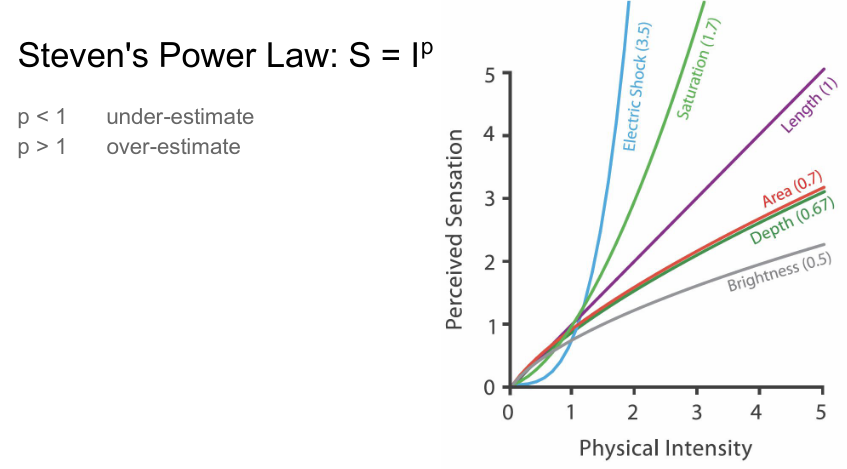 Steven's Power Law: S = Iᵖ
p < 1 under-estimate
p > 1 over-estimate
Electric Shock (3.5)
Saturation (1.7)
Length (1)
Area (0.7)
Depth (0.67)
Brightness (0.5)
Perceived Sensation
5
4
3
2
1
0
0 1 2 3 4 5
Physical Intensity